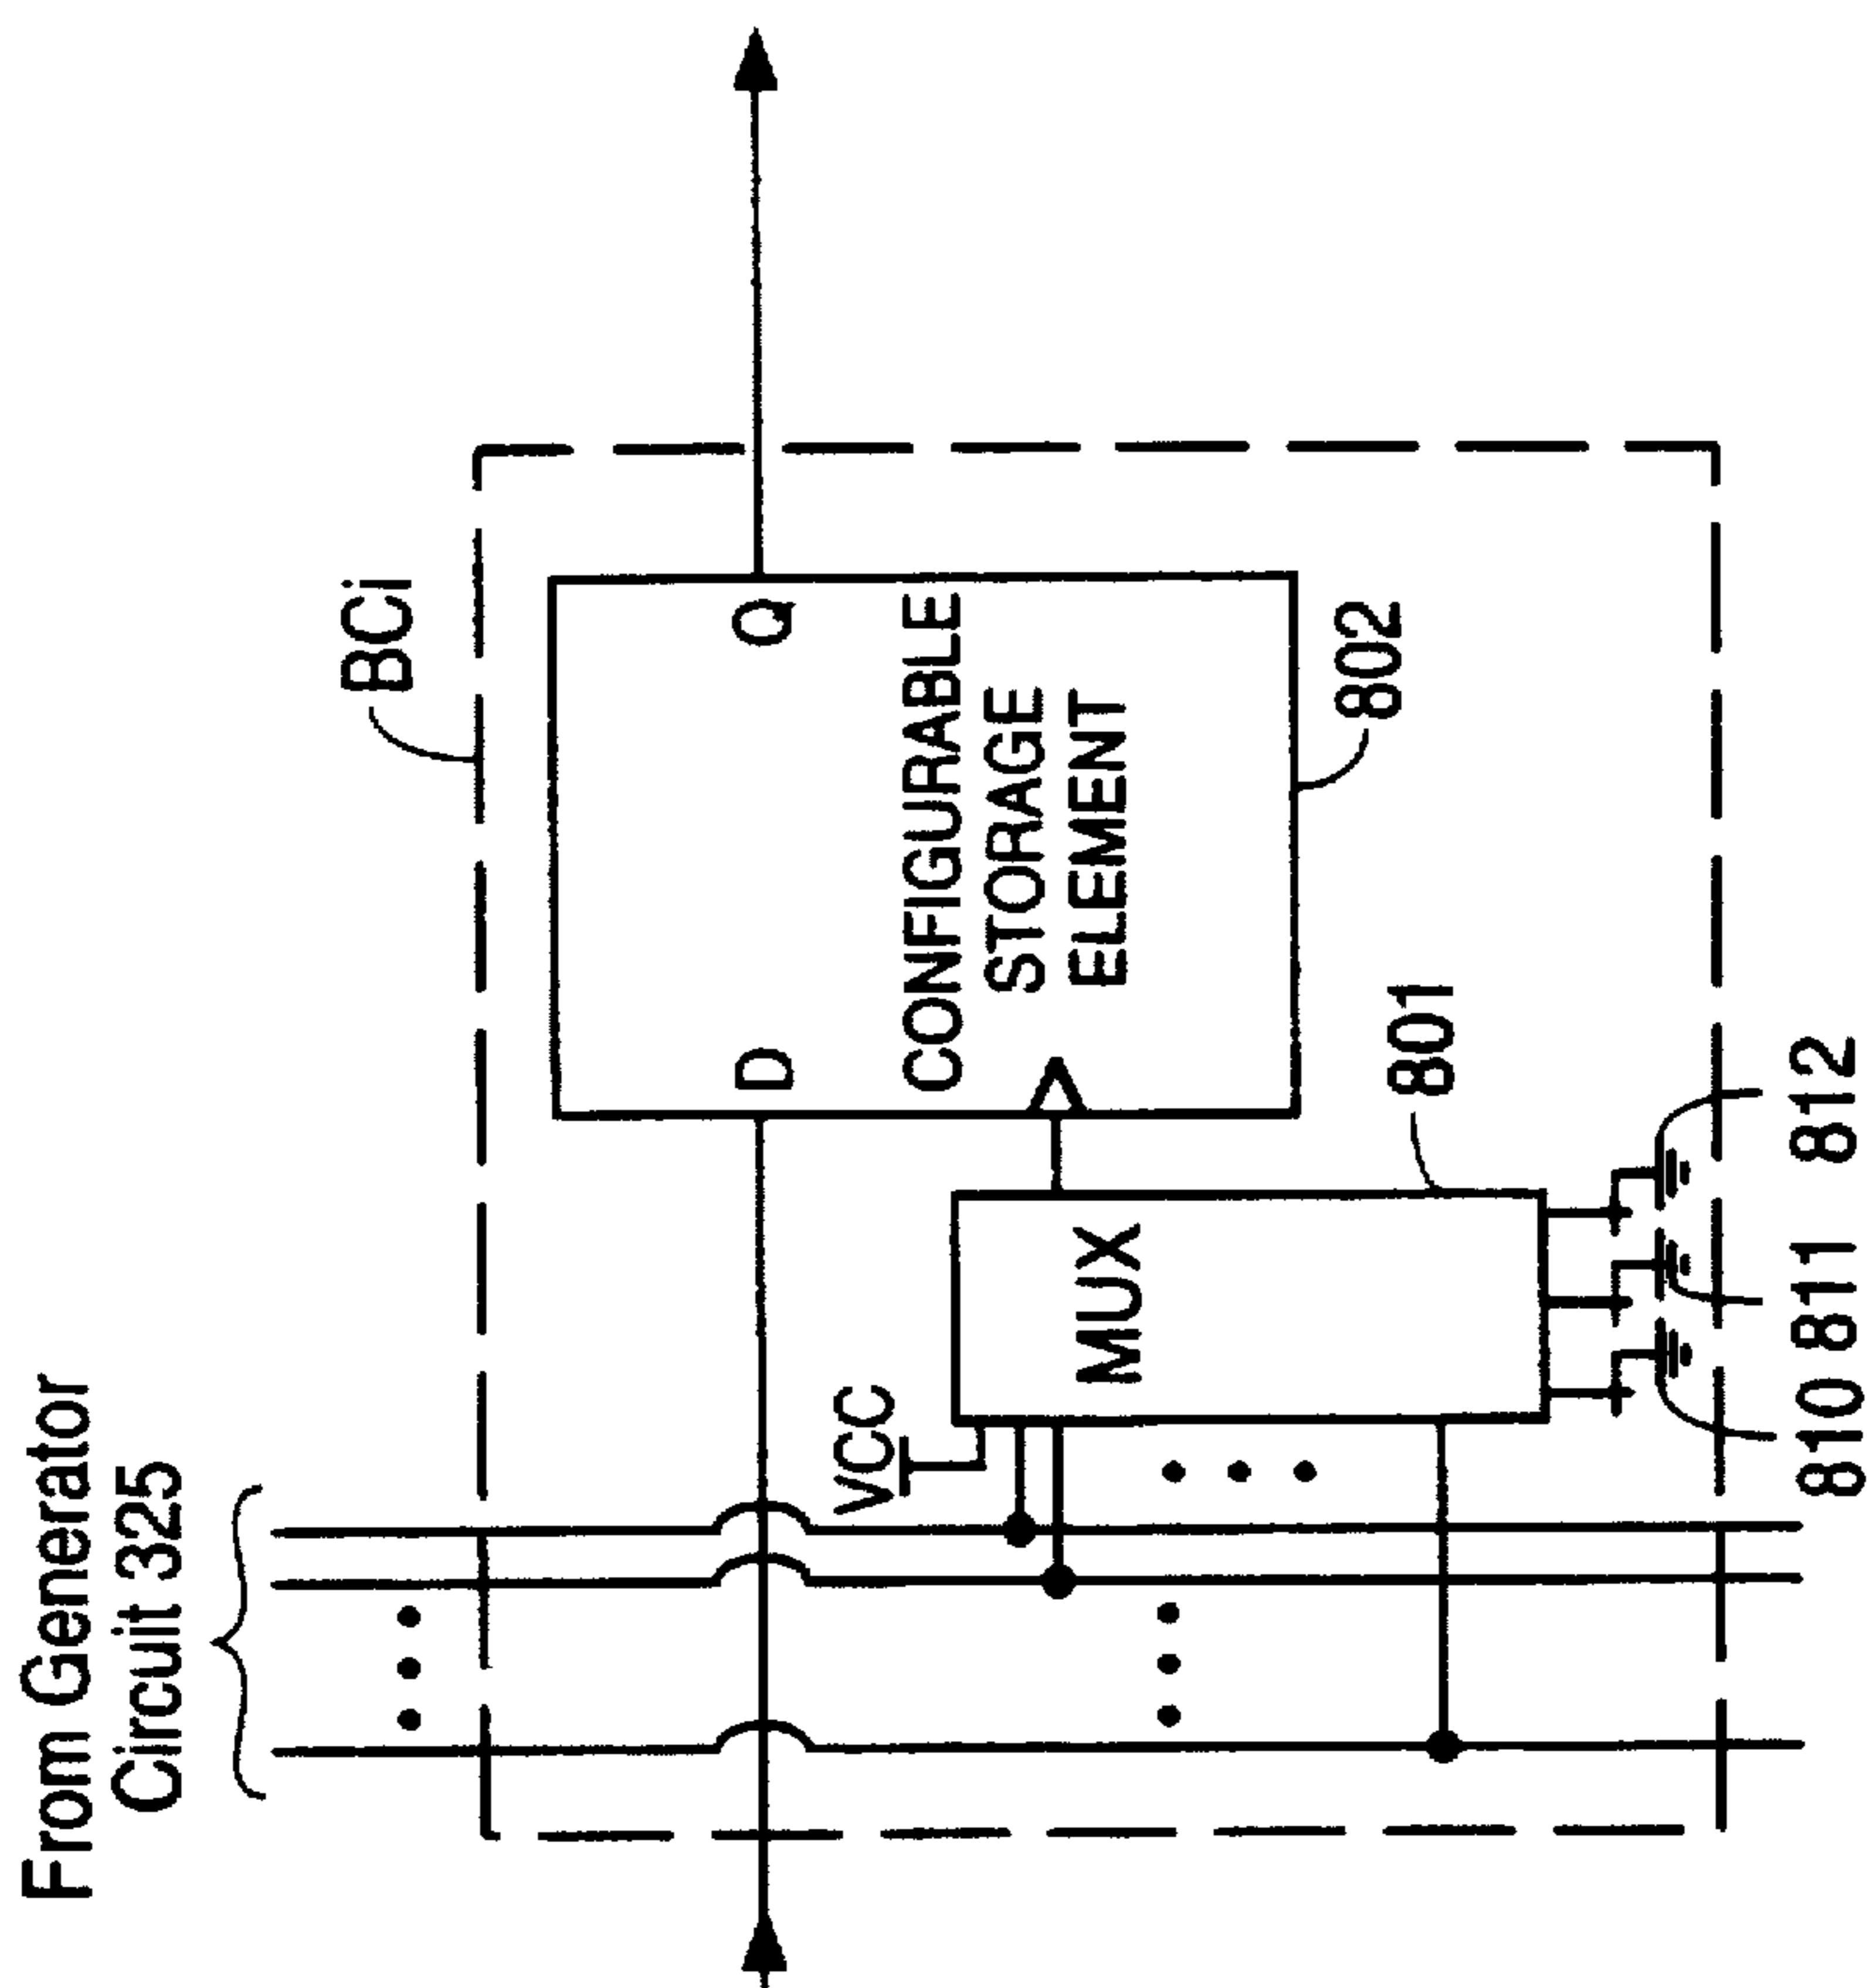 From Generator
Circuit 325
BCi
VCC
D
Q
CONFIGURABLE
STORAGE
ELEMENT
MUX
802
801
810
811
812